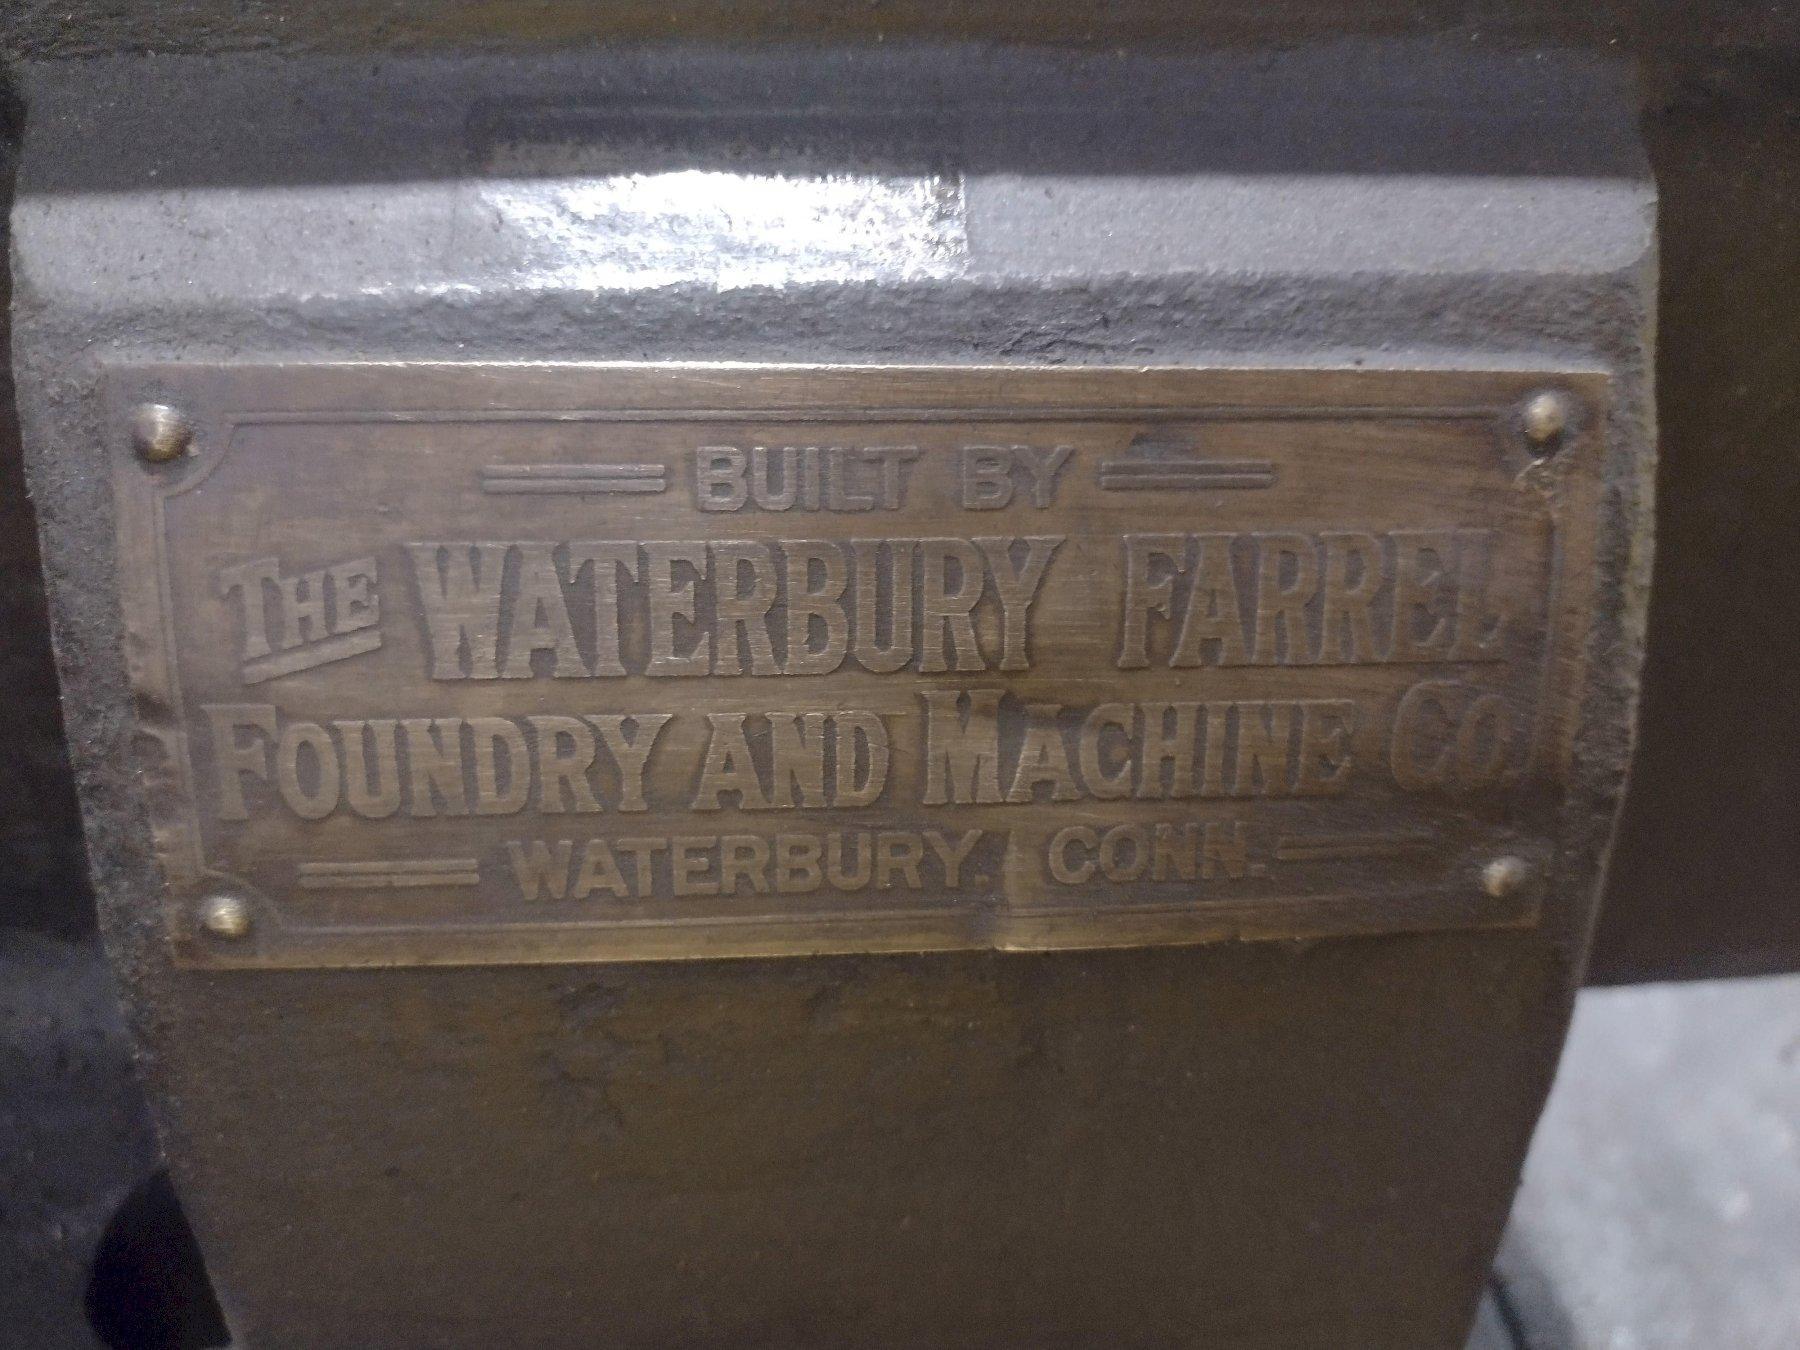 BUILT BY
THE WATERBURY FARREL
FOUNDRY AND MACHINE CO.
WATERBURY. CONN.